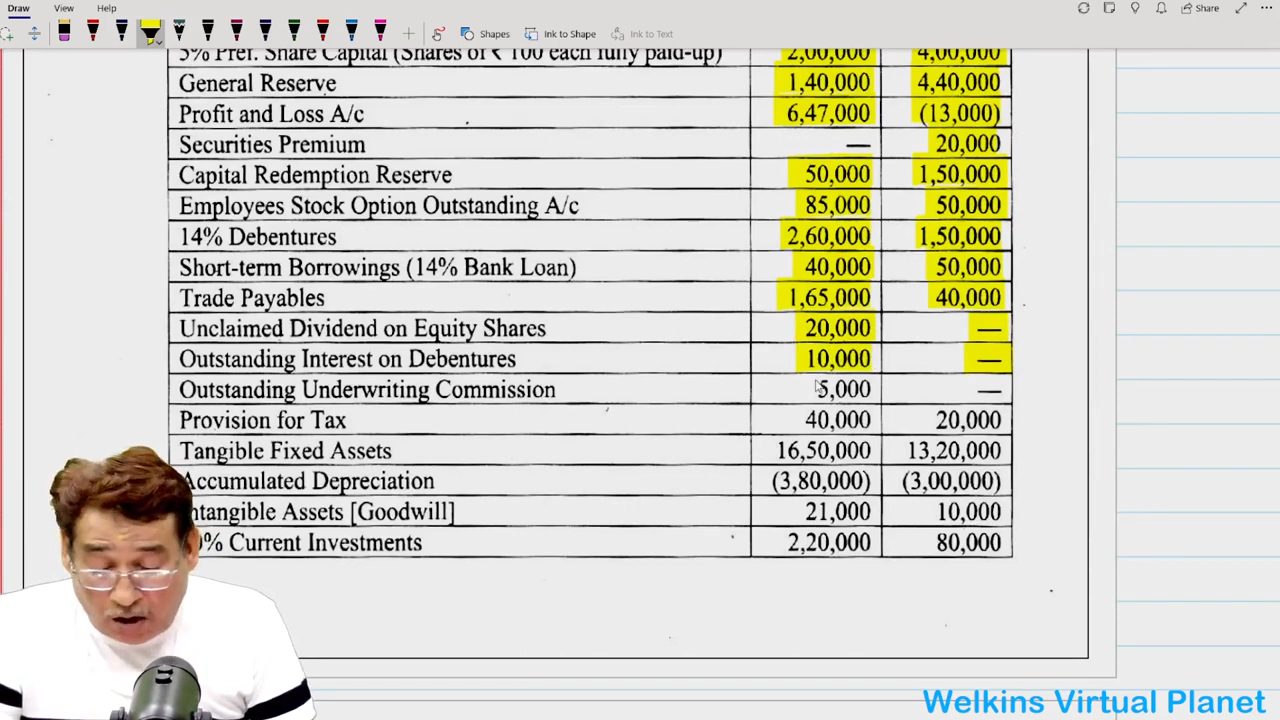 Draw View Help Share
Shapes Ink to Shape Ink to Text
5% Pref. Share Capital (Shares of ₹ 100 each fully paid-up) 2,00,000 4,00,000
General Reserve 1,40,000 4,40,000
Profit and Loss A/c 6,47,000 (13,000)
Securities Premium — 20,000
Capital Redemption Reserve 50,000 1,50,000
Employees Stock Option Outstanding A/c 85,000 50,000
14% Debentures 2,60,000 1,50,000
Short-term Borrowings (14% Bank Loan) 40,000 50,000
Trade Payables 1,65,000 40,000
Unclaimed Dividend on Equity Shares 20,000 —
Outstanding Interest on Debentures 10,000 —
Outstanding Underwriting Commission 5,000 —
Provision for Tax 40,000 20,000
Tangible Fixed Assets 16,50,000 13,20,000
Accumulated Depreciation (3,80,000) (3,00,000)
Intangible Assets [Goodwill] 21,000 10,000
Current Investments 2,20,000 80,000
Welkins Virtual Planet